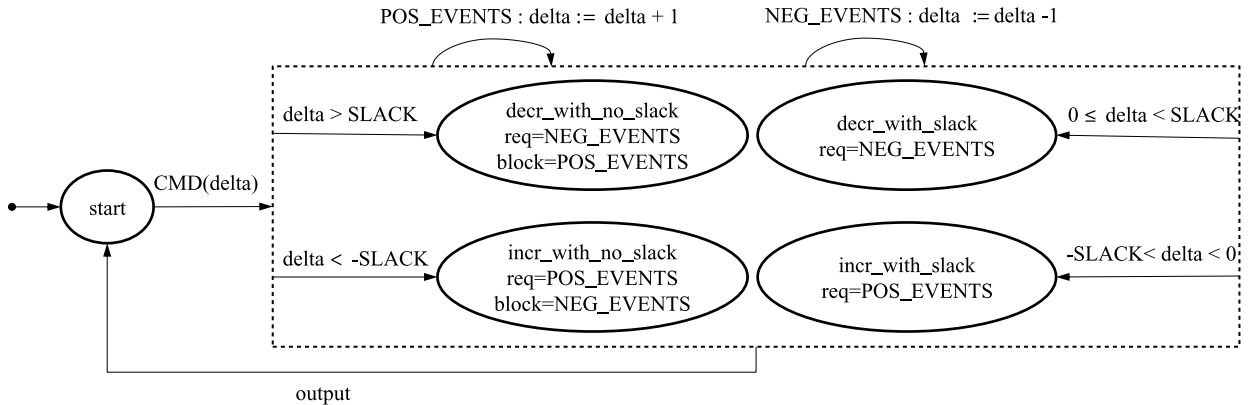 POS_EVENTS : delta := delta + 1
NEG_EVENTS : delta := delta -1
delta > SLACK
decr_with_no_slack
req=NEG_EVENTS
block=POS_EVENTS
decr_with_slack
req=NEG_EVENTS
0 ≤ delta < SLACK
CMD(delta)
start
delta < -SLACK
incr_with_no_slack
req=POS_EVENTS
block=NEG_EVENTS
incr_with_slack
req=POS_EVENTS
-SLACK< delta < 0
output